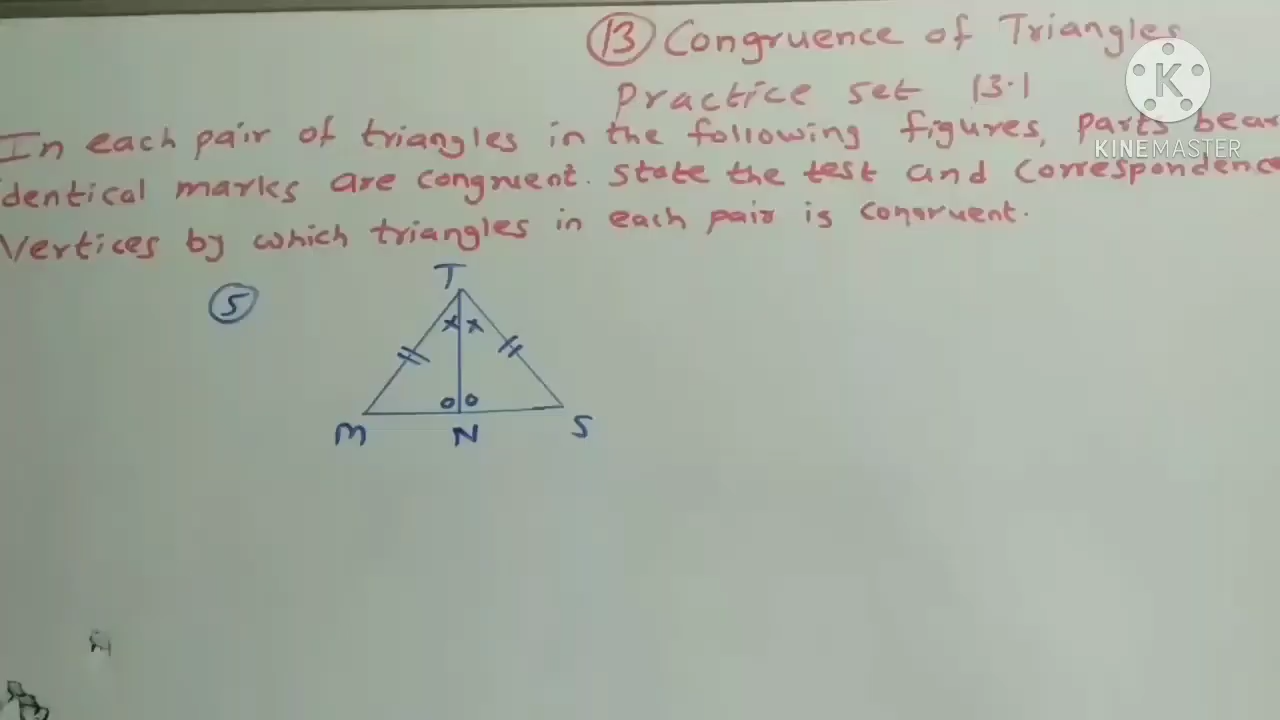 13 Congruence of Triangles
Practice set 13.1
In each pair of triangles in the following figures, parts bear
identical marks are congruent. State the test and correspondence
Vertices by which triangles in each pair is congruent.
K
KINEMASTER
5
T
x x
o o
M N S